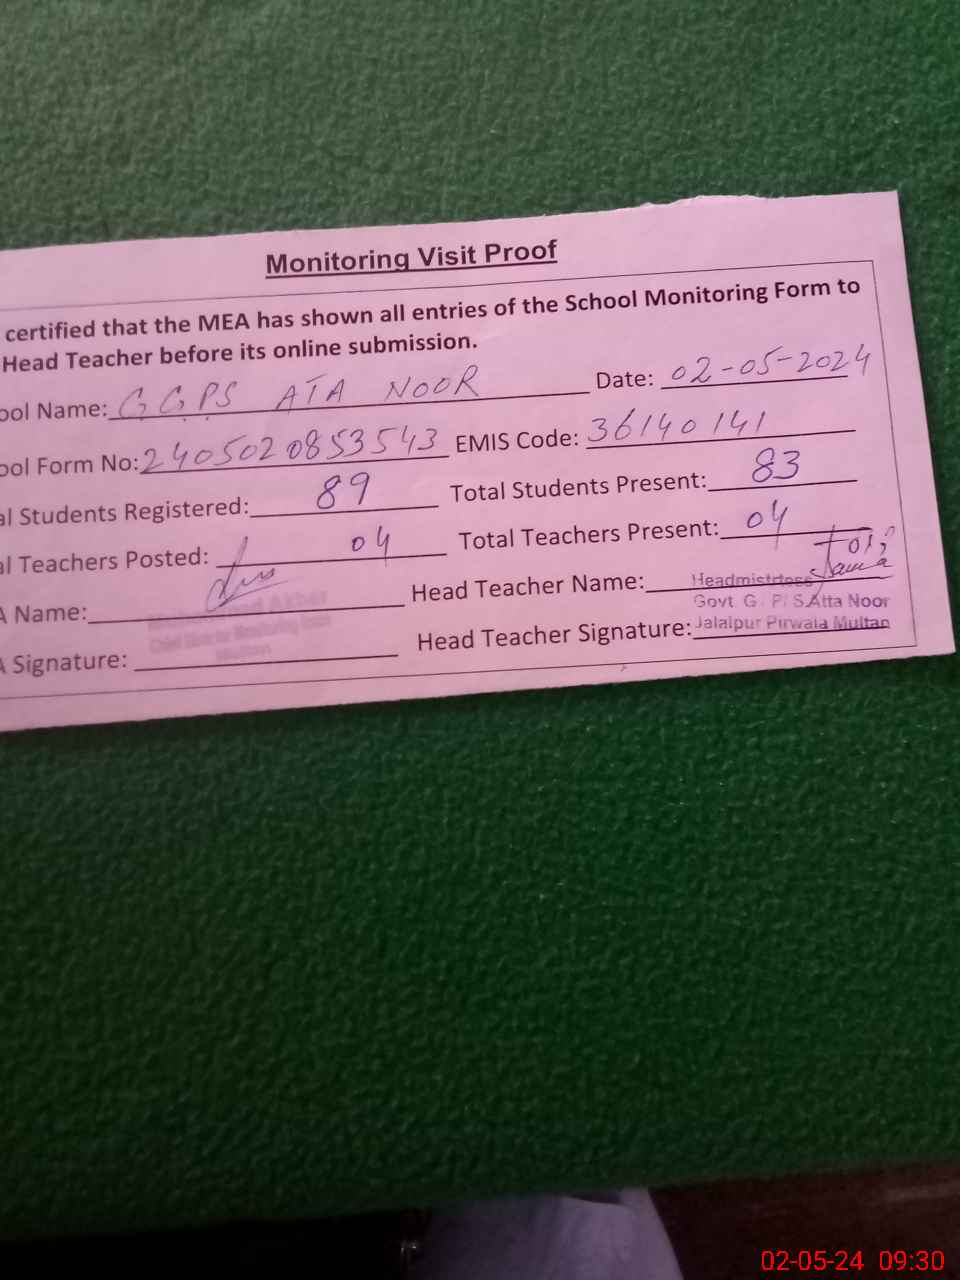 Monitoring Visit Proof
certified that the MEA has shown all entries of the School Monitoring Form to
Head Teacher before its online submission.
ool Name: G.G.PS ATA NOOR Date: 02-05-2024
ool Form No: 2405020853543 EMIS Code: 36140141
al Students Registered: 89 Total Students Present: 83
al Teachers Posted: 04 Total Teachers Present: 04
A Name: Head Teacher Name:
Headmistress
Govt. G. P/ S.Atta Noor
A Signature: Head Teacher Signature: Jalalpur Pirwala Multan
02-05-24 09:30